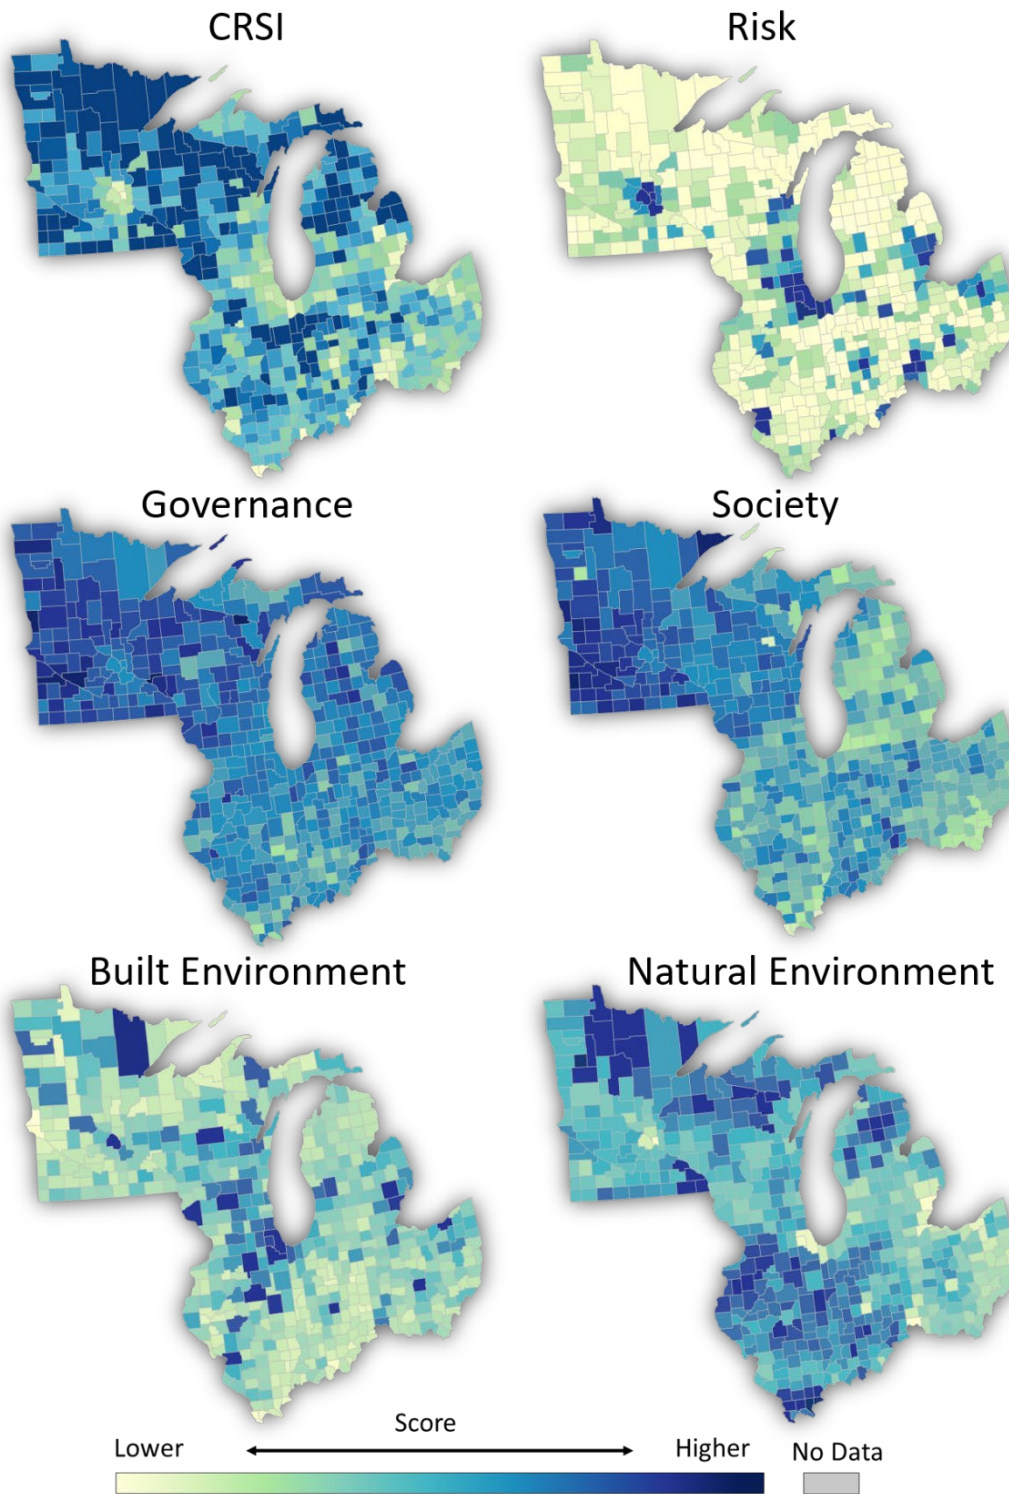 CRSI
Risk
Governance
Society
Built Environment
Natural Environment
Score
Lower
Higher
No Data